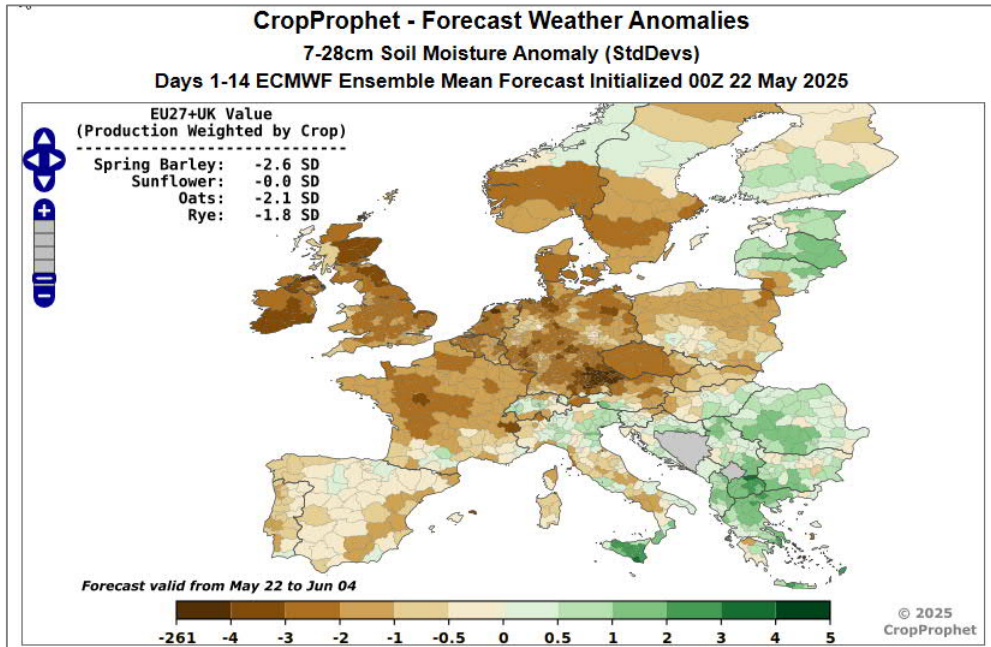 CropProphet - Forecast Weather Anomalies
7-28cm Soil Moisture Anomaly (StdDevs)
Days 1-14 ECMWF Ensemble Mean Forecast Initialized 00Z 22 May 2025
EU27+UK Value
(Production Weighted by Crop)
------------------------------
Spring Barley: -2.6 SD
Sunflower: -0.0 SD
Oats: -2.1 SD
Rye: -1.8 SD
+
−
Forecast valid from May 22 to Jun 04
-261 -4 -3 -2 -1 -0.5 0 0.5 1 2 3 4 5
© 2025
CropProphet